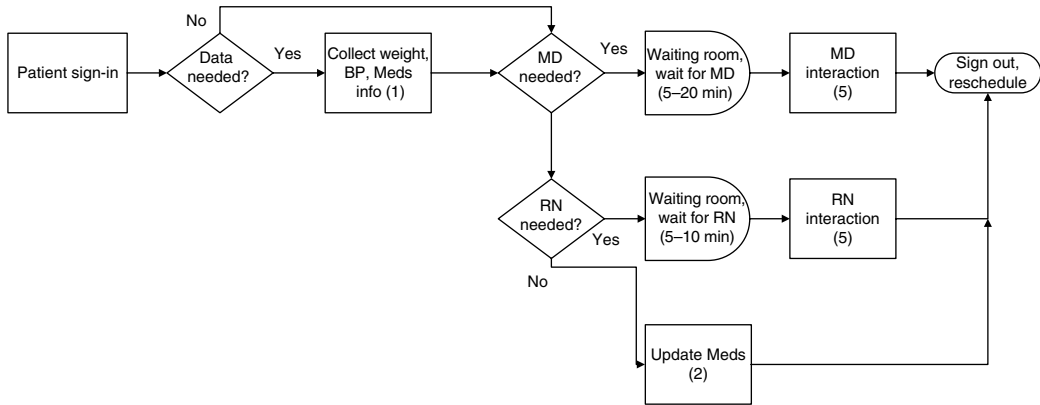 No
Patient sign-in
Data
needed?
Yes
Collect weight,
BP, Meds
info (1)
MD
needed?
Yes
Waiting room,
wait for MD
(5–20 min)
MD
interaction
(5)
Sign out,
reschedule
RN
needed?
Yes
Waiting room,
wait for RN
(5–10 min)
RN
interaction
(5)
No
Update Meds
(2)